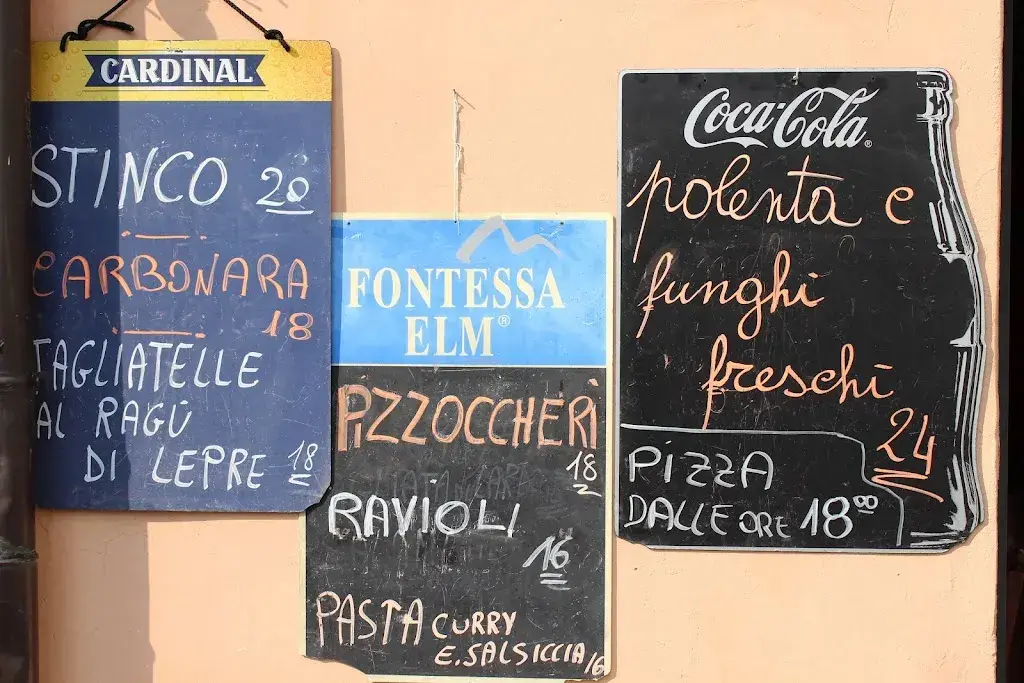 CARDINAL
STINCO 20
CARBONARA
18
TAGLIATELLE
AL RAGÚ
DI LEPRE 18
FONTESSA
ELM®
PIZZOCCHERI
18
RAVIOLI
16
PASTA CURRY
E. SALSICCIA 16
Coca-Cola®
polenta e
funghi
freschi
24
PIZZA
DALLE ORE 18⁰⁰